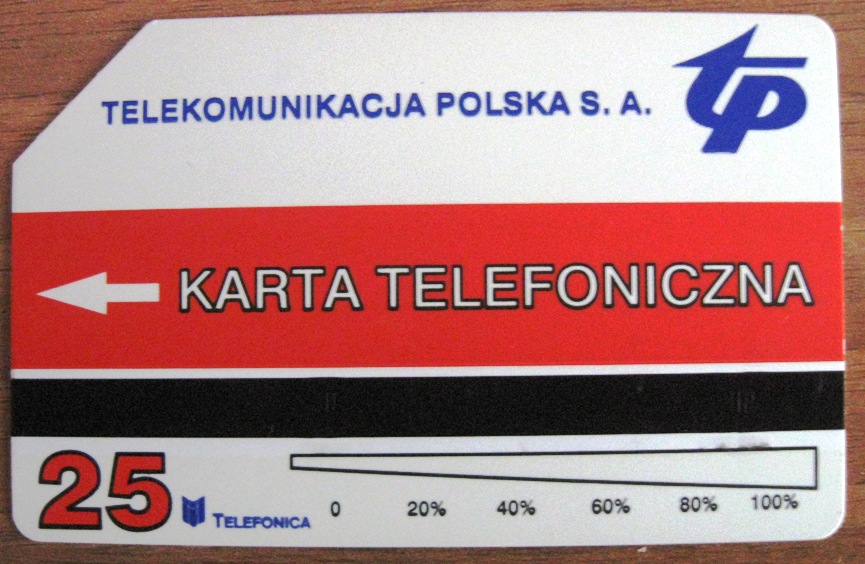 TELEKOMUNIKACJA POLSKA S. A.
tp
KARTA TELEFONICZNA
25
TELEFONICA
0 20% 40% 60% 80% 100%